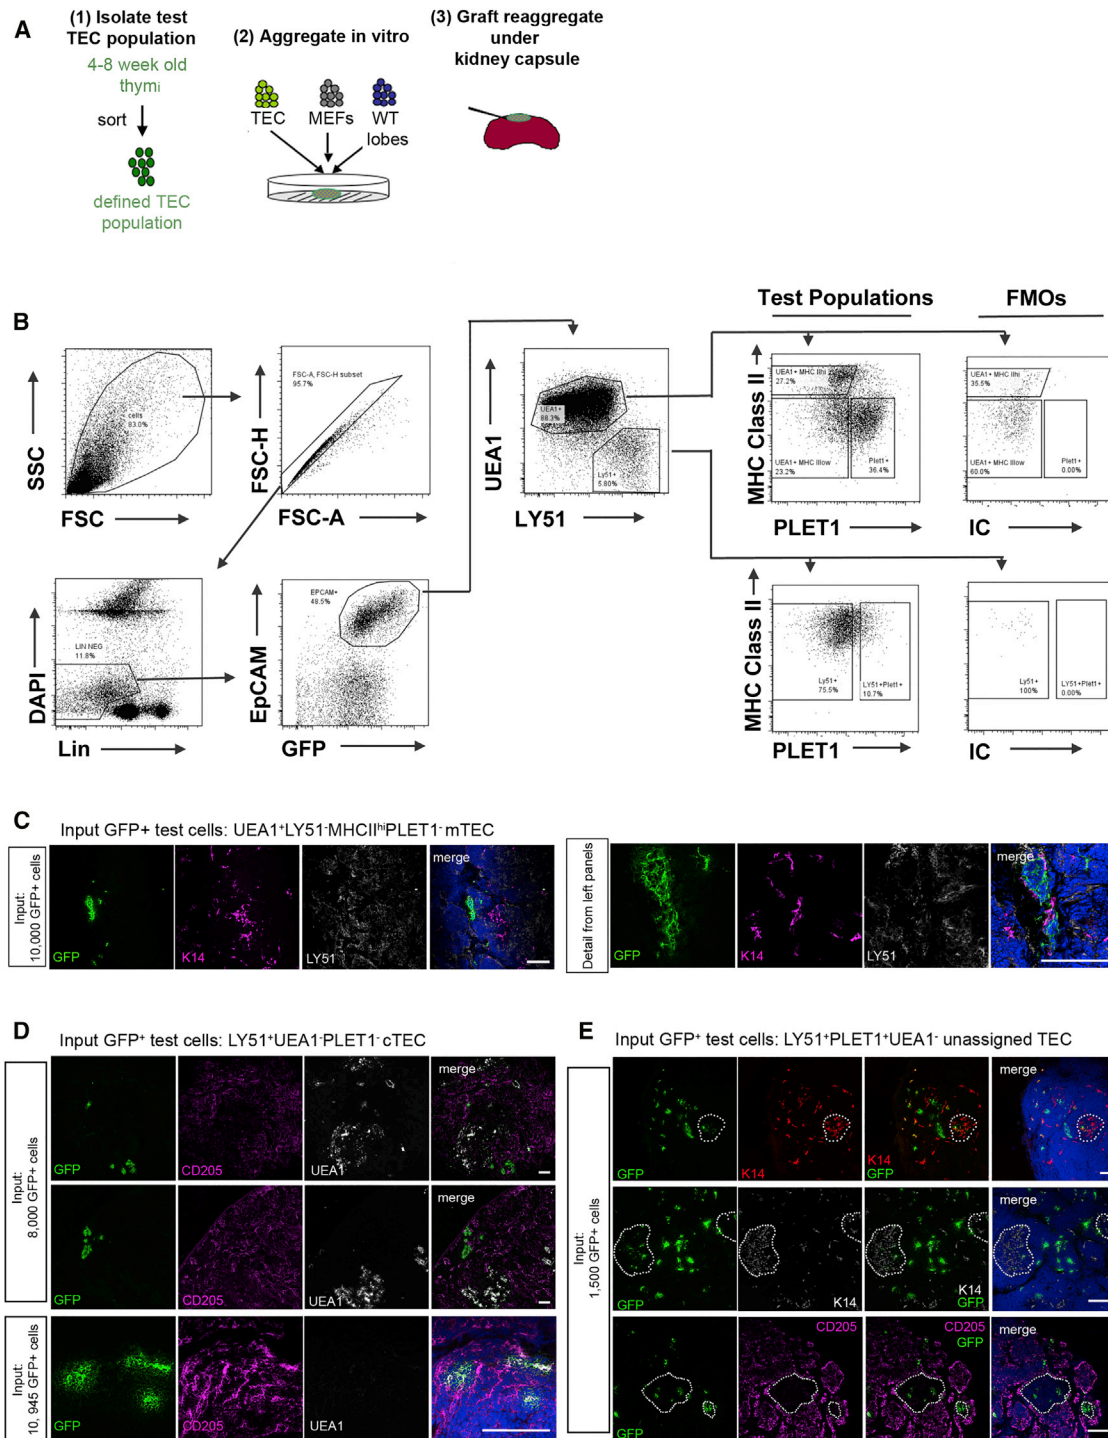 A
(1) Isolate test
TEC population
4-8 week old
thymi
sort
defined TEC
population
(2) Aggregate in vitro
TEC
MEFs
WT
lobes
(3) Graft reaggregate
under
kidney capsule
B
Test Populations
FMOs
SSC
cells
83.0%
FSC
FSC-H
FSC-A, FSC-H subset
95.7%
FSC-A
UEA1
UEA1+
88.3%
Ly51+
5.80%
LY51
MHC Class II
UEA1+ MHC IIhi
27.2%
UEA1+ MHC IIlow
23.2%
Plet1+
36.4%
PLET1
UEA1+ MHC IIhi
35.5%
UEA1+ MHC IIlow
60.0%
Plet1+
0.00%
IC
DAPI
LIN NEG
11.8%
Lin
EpCAM
EPCAM+
48.5%
GFP
MHC Class II
Ly51+
75.5%
LY51+Plet1+
10.7%
PLET1
Ly51+
100%
LY51+Plet1+
0.00%
IC
C
Input GFP+ test cells: UEA1⁺LY51⁻MHCIIʰⁱPLET1⁻ mTEC
Input:
10,000 GFP+ cells
GFP
K14
LY51
merge
Detail from left panels
GFP
K14
LY51
merge
D
Input GFP⁺ test cells: LY51⁺UEA1⁻PLET1⁻ cTEC
Input:
8,000 GFP+ cells
GFP
CD205
UEA1
merge
GFP
CD205
UEA1
merge
Input:
10, 945 GFP+ cells
GFP
CD205
UEA1
E
Input GFP⁺ test cells: LY51⁺PLET1⁺UEA1⁻ unassigned TEC
Input:
1,500 GFP+ cells
GFP
K14
K14
GFP
merge
GFP
K14
K14
GFP
merge
GFP
CD205
CD205
GFP
merge